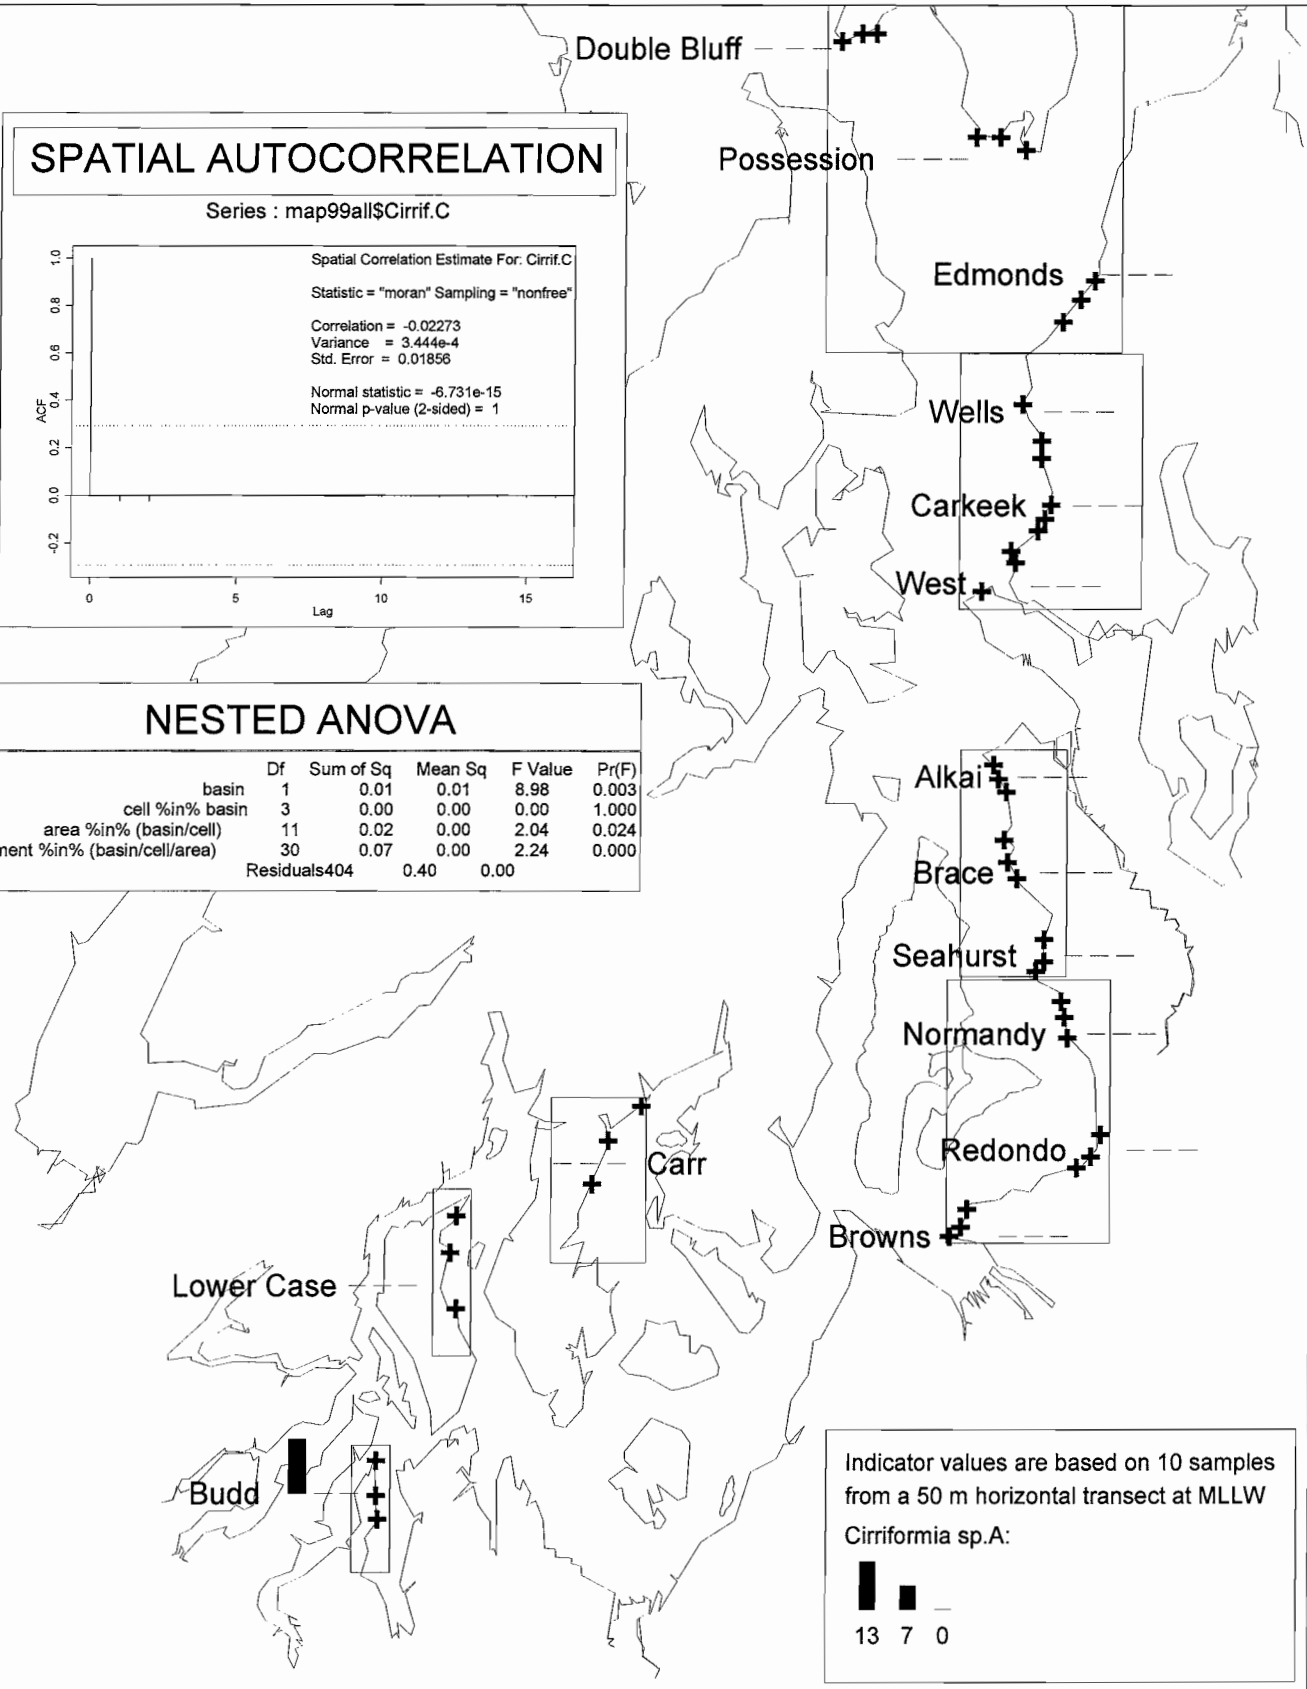 Double Bluff
Possession
SPATIAL AUTOCORRELATION
Series : map99all$Cirrif.C
Spatial Correlation Estimate For: Cirrif.C
Statistic = "moran" Sampling = "nonfree"
Correlation = -0.02273
Variance = 3.444e-4
Std. Error = 0.01856
Normal statistic = -6.731e-15
Normal p-value (2-sided) = 1
ACF
1.0
0.8
0.6
0.4
0.2
0.0
-0.2
0 5 10 15
Lag
Edmonds
Wells
Carkeek
West
NESTED ANOVA
Df Sum of Sq Mean Sq F Value Pr(F)
basin 1 0.01 0.01 8.98 0.003
cell %in% basin 3 0.00 0.00 0.00 1.000
area %in% (basin/cell) 11 0.02 0.00 2.04 0.024
ment %in% (basin/cell/area) 30 0.07 0.00 2.24 0.000
Residuals404 0.40 0.00
Alkai
Brace
Seahurst
Normandy
Redondo
Carr
Browns
Lower Case
Budd
Indicator values are based on 10 samples
from a 50 m horizontal transect at MLLW
Cirriformia sp.A:
13 7 0